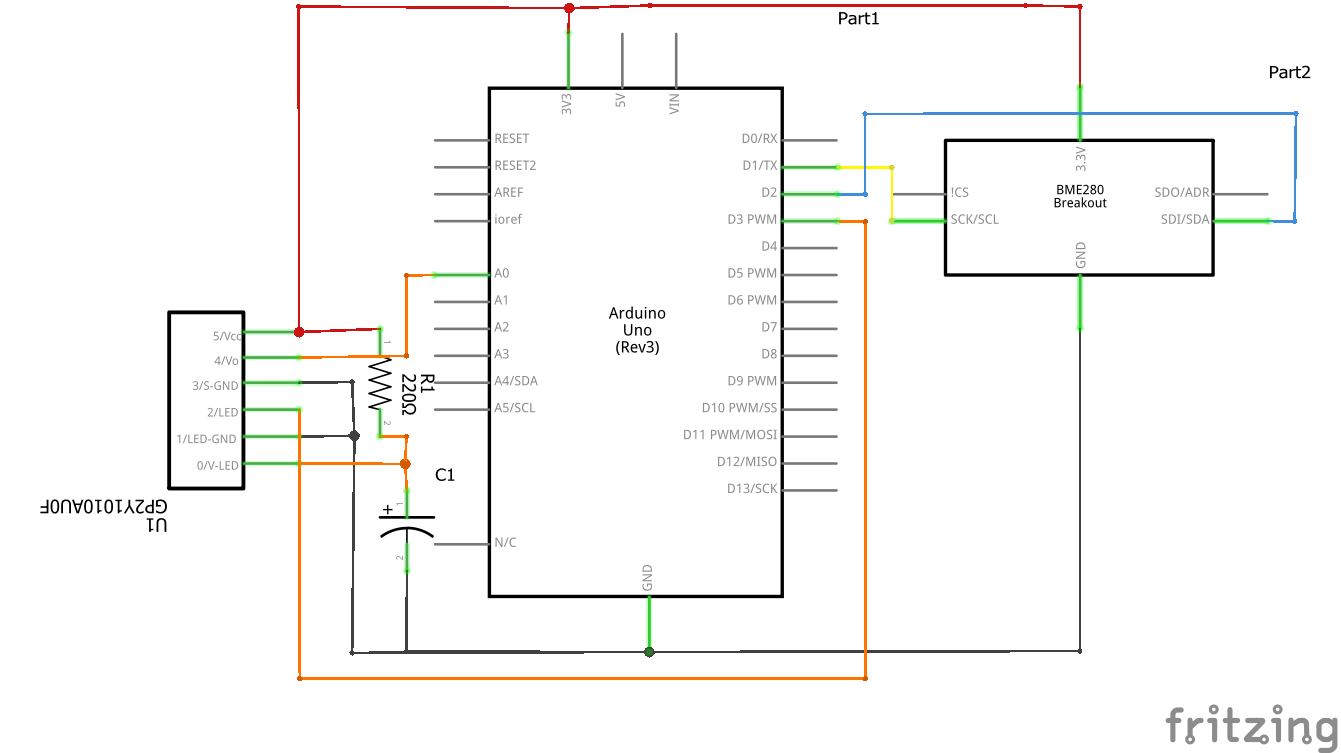 Part1
Part2
3V3
5V
VIN
RESET
RESET2
AREF
ioref
A0
A1
A2
A3
A4/SDA
A5/SCL
N/C
D0/RX
D1/TX
D2
D3 PWM
D4
D5 PWM
D6 PWM
D7
D8
D9 PWM
D10 PWM/SS
D11 PWM/MOSI
D12/MISO
D13/SCK
GND
Arduino
Uno
(Rev3)
3.3V
!CS
SCK/SCL
BME280
Breakout
SDO/ADR
SDI/SDA
GND
5/Vcc
4/Vo
3/S-GND
2/LED
1/LED-GND
0/V-LED
U1
GP2Y1010AU0F
1
2
R1
220Ω
C1
+
1
2
fritzing